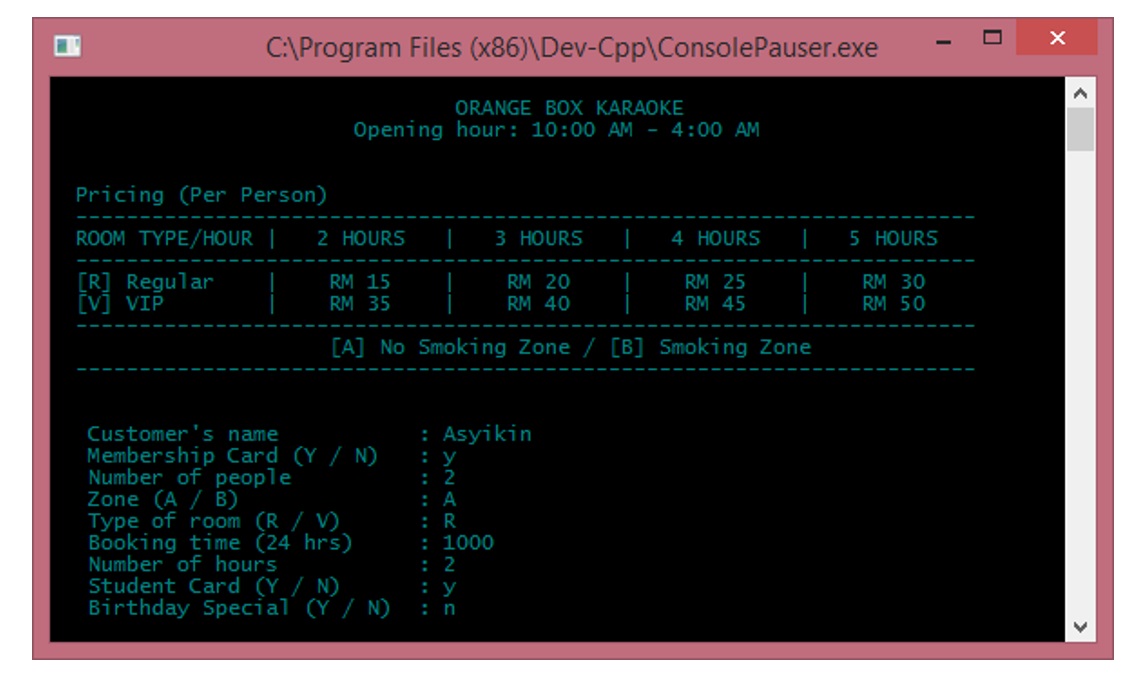 C:\Program Files (x86)\Dev-Cpp\ConsolePauser.exe
ORANGE BOX KARAOKE
Opening hour: 10:00 AM - 4:00 AM
Pricing (Per Person)
-----------------------------------------------------------------------
ROOM TYPE/HOUR |   2 HOURS   |   3 HOURS   |   4 HOURS   |   5 HOURS
-----------------------------------------------------------------------
[R] Regular    |    RM 15    |    RM 20    |    RM 25    |    RM 30
[V] VIP        |    RM 35    |    RM 40    |    RM 45    |    RM 50
-----------------------------------------------------------------------
[A] No Smoking Zone / [B] Smoking Zone
-----------------------------------------------------------------------
Customer's name            : Asyikin
Membership Card (Y / N)    : y
Number of people           : 2
Zone (A / B)               : A
Type of room (R / V)       : R
Booking time (24 hrs)      : 1000
Number of hours            : 2
Student Card (Y / N)       : y
Birthday Special (Y / N)   : n